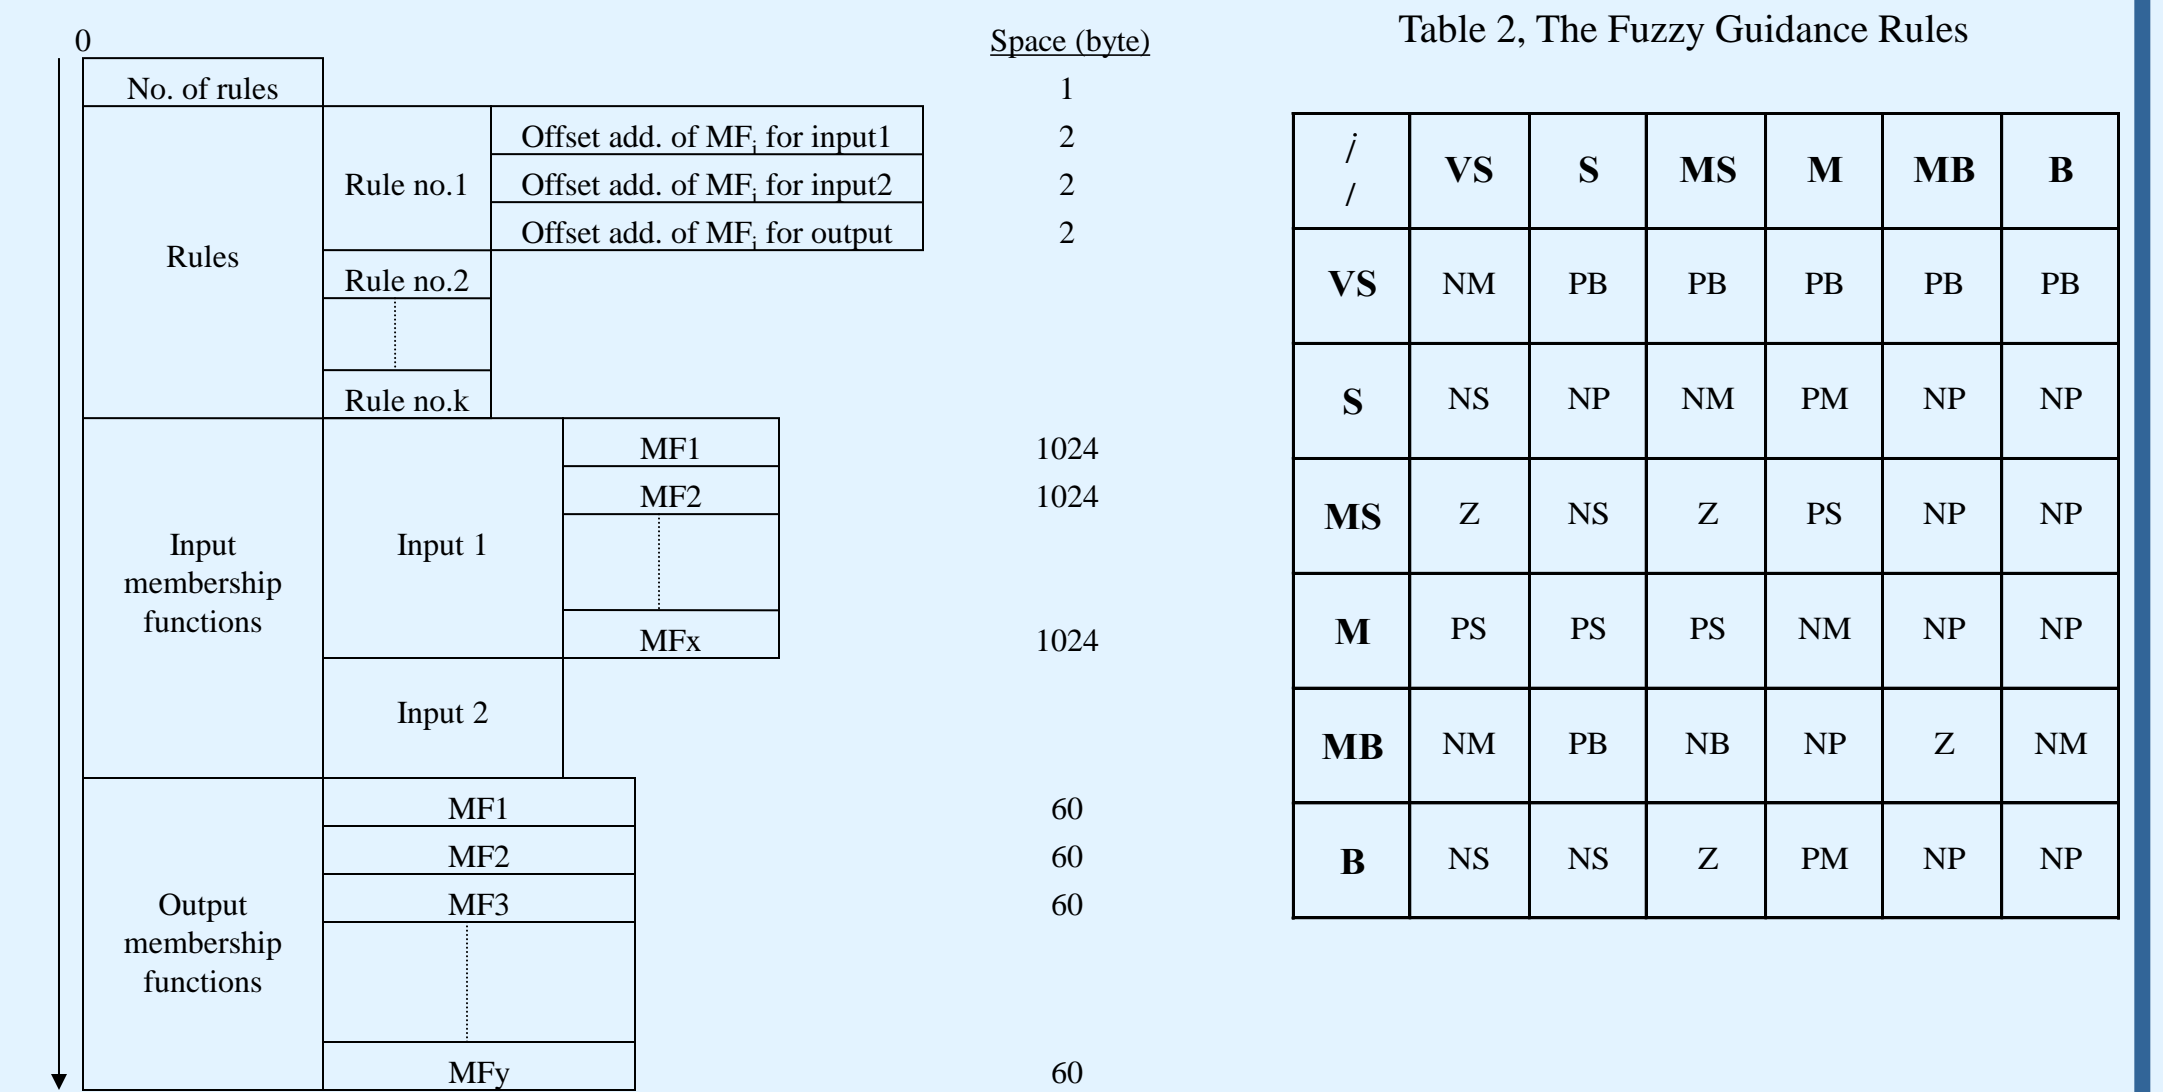 0
Space (byte)
No. of rules
1
Rules
Rule no.1
Offset add. of MFi for input1
2
Offset add. of MFi for input2
2
Offset add. of MFi for output
2
Rule no.2
Rule no.k
Input
membership
functions
Input 1
MF1
1024
MF2
1024
MFx
1024
Input 2
Output
membership
functions
MF1
60
MF2
60
MF3
60
MFy
60
Table 2, The Fuzzy Guidance Rules
j VS S MS M MB B
/
VS NM PB PB PB PB PB
S NS NP NM PM NP NP
MS Z NS Z PS NP NP
M PS PS PS NM NP NP
MB NM PB NB NP Z NM
B NS NS Z PM NP NP